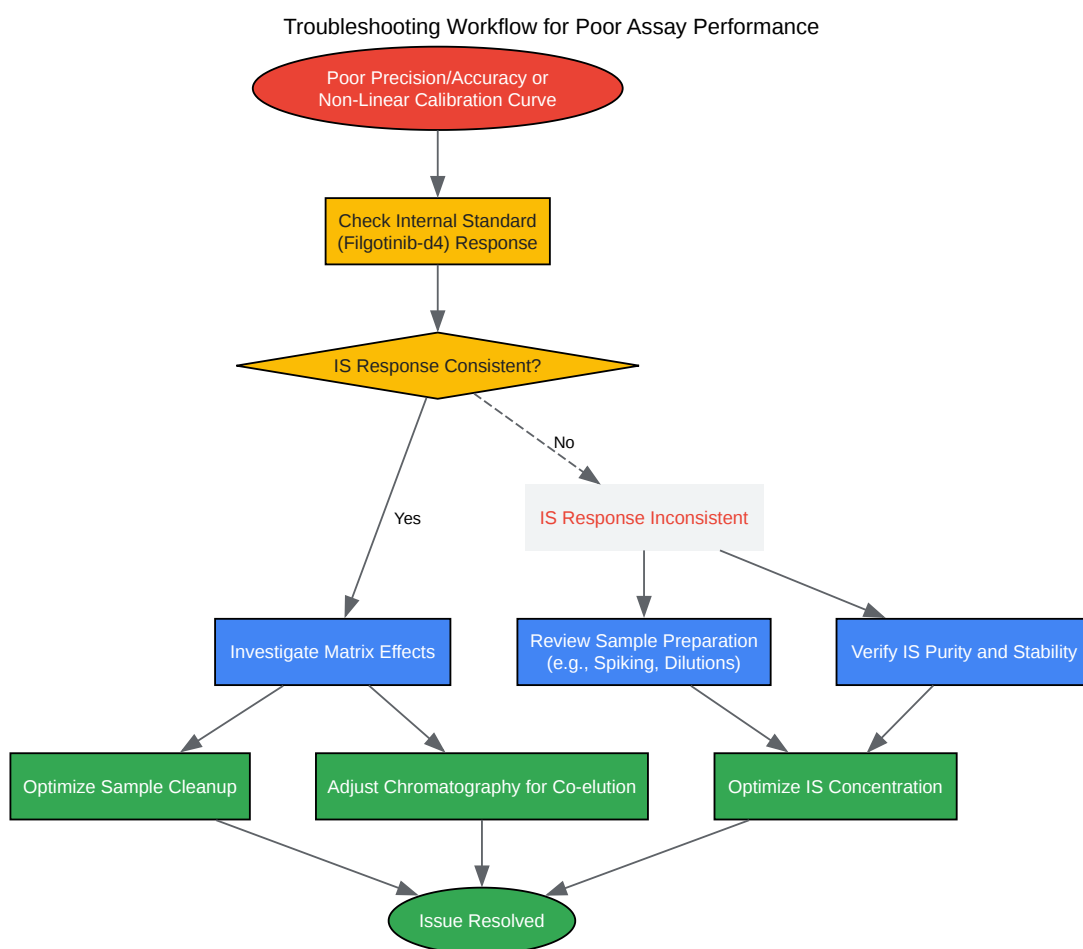 Troubleshooting Workflow for Poor Assay Performance
Poor Precision/Accuracy or
Non-Linear Calibration Curve
Check Internal Standard
(Filgotinib-d4) Response
IS Response Consistent?
No
Yes
IS Response Inconsistent
Investigate Matrix Effects
Review Sample Preparation
(e.g., Spiking, Dilutions)
Verify IS Purity and Stability
Optimize Sample Cleanup
Adjust Chromatography for Co-elution
Optimize IS Concentration
Issue Resolved